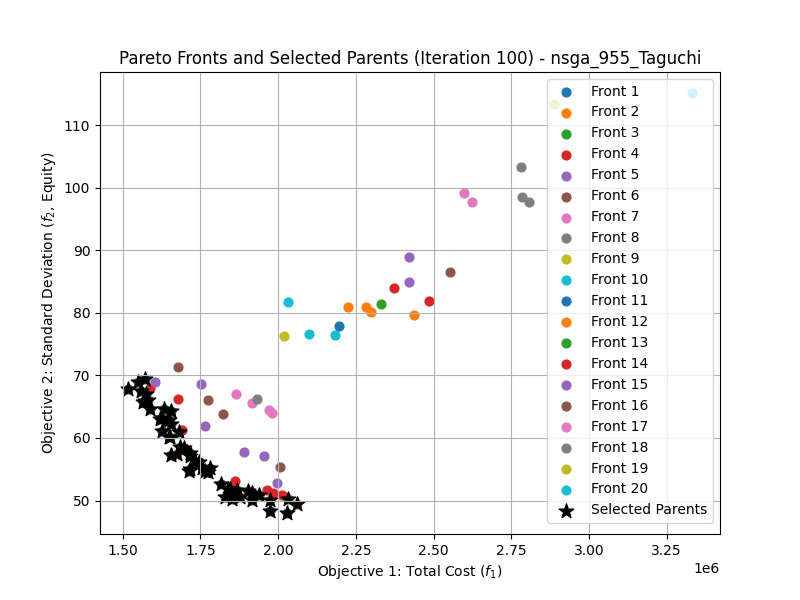 Pareto Fronts and Selected Parents (Iteration 100) - nsga_955_Taguchi
Objective 2: Standard Deviation (f₂, Equity)
110
100
90
80
70
60
50
1.50 1.75 2.00 2.25 2.50 2.75 3.00 3.25
1e6
Objective 1: Total Cost (f₁)
Front 1
Front 2
Front 3
Front 4
Front 5
Front 6
Front 7
Front 8
Front 9
Front 10
Front 11
Front 12
Front 13
Front 14
Front 15
Front 16
Front 17
Front 18
Front 19
Front 20
Selected Parents